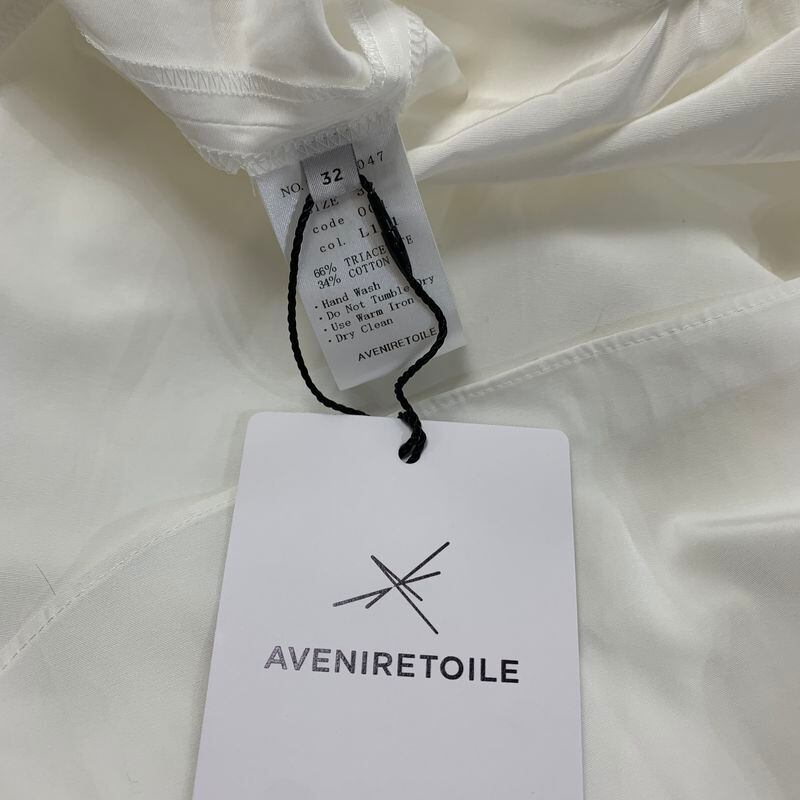 32
NO. 047
SIZE
code
col.
66%
34% COTTON
· Hand Wash
· Do Not Tumble Dry
· Use Warm Iron
· Dry Clean
AVENIRETOILE
AVENIRETOILE